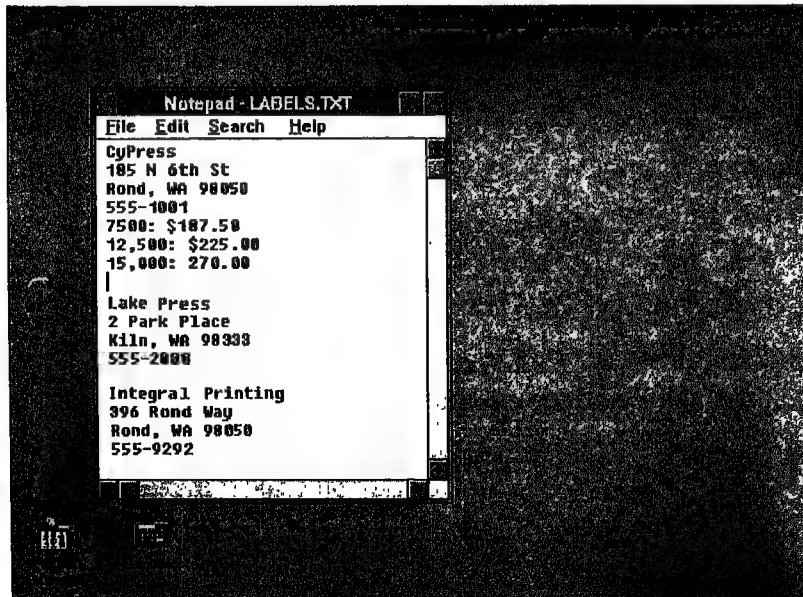 Notepad - LABELS.TXT
File Edit Search Help
CyPress
185 N 6th St
Rond, WA 98050
555-1001
7500: $187.50
12,500: $225.00
15,000: 270.00
Lake Press
2 Park Place
Kiln, WA 98333
555-2000
Integral Printing
396 Rond Way
Rond, WA 98050
555-9292